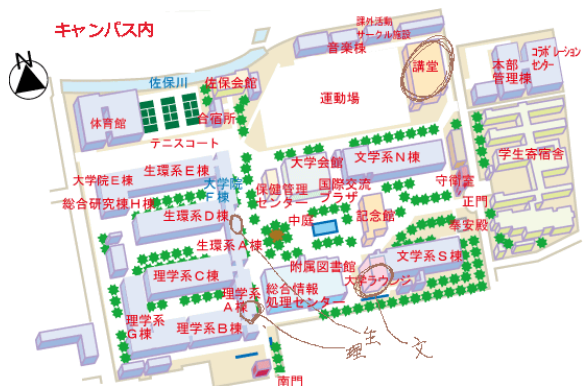 キャンパス内
課外活動
サークル施設
音楽棟
講堂
本部
管理棟
コラボレーション
センター
佐保川
佐保会館
運動場
体育館
合宿所
テニスコート
大学会館
文学系N棟
学生寄宿舎
生環系E棟
大学院E棟
大学院
F棟
総合研究棟H棟
保健管理
センター
国際交流
プラザ
守衛室
正門
生環系D棟
中庭
記念館
奉安殿
生環系A棟
附属図書館
文学系S棟
理学系C棟
理学系
A棟
総合情報
処理センター
大学ラウンジ
理学系
G棟
理学系B棟
理
生
文
南門